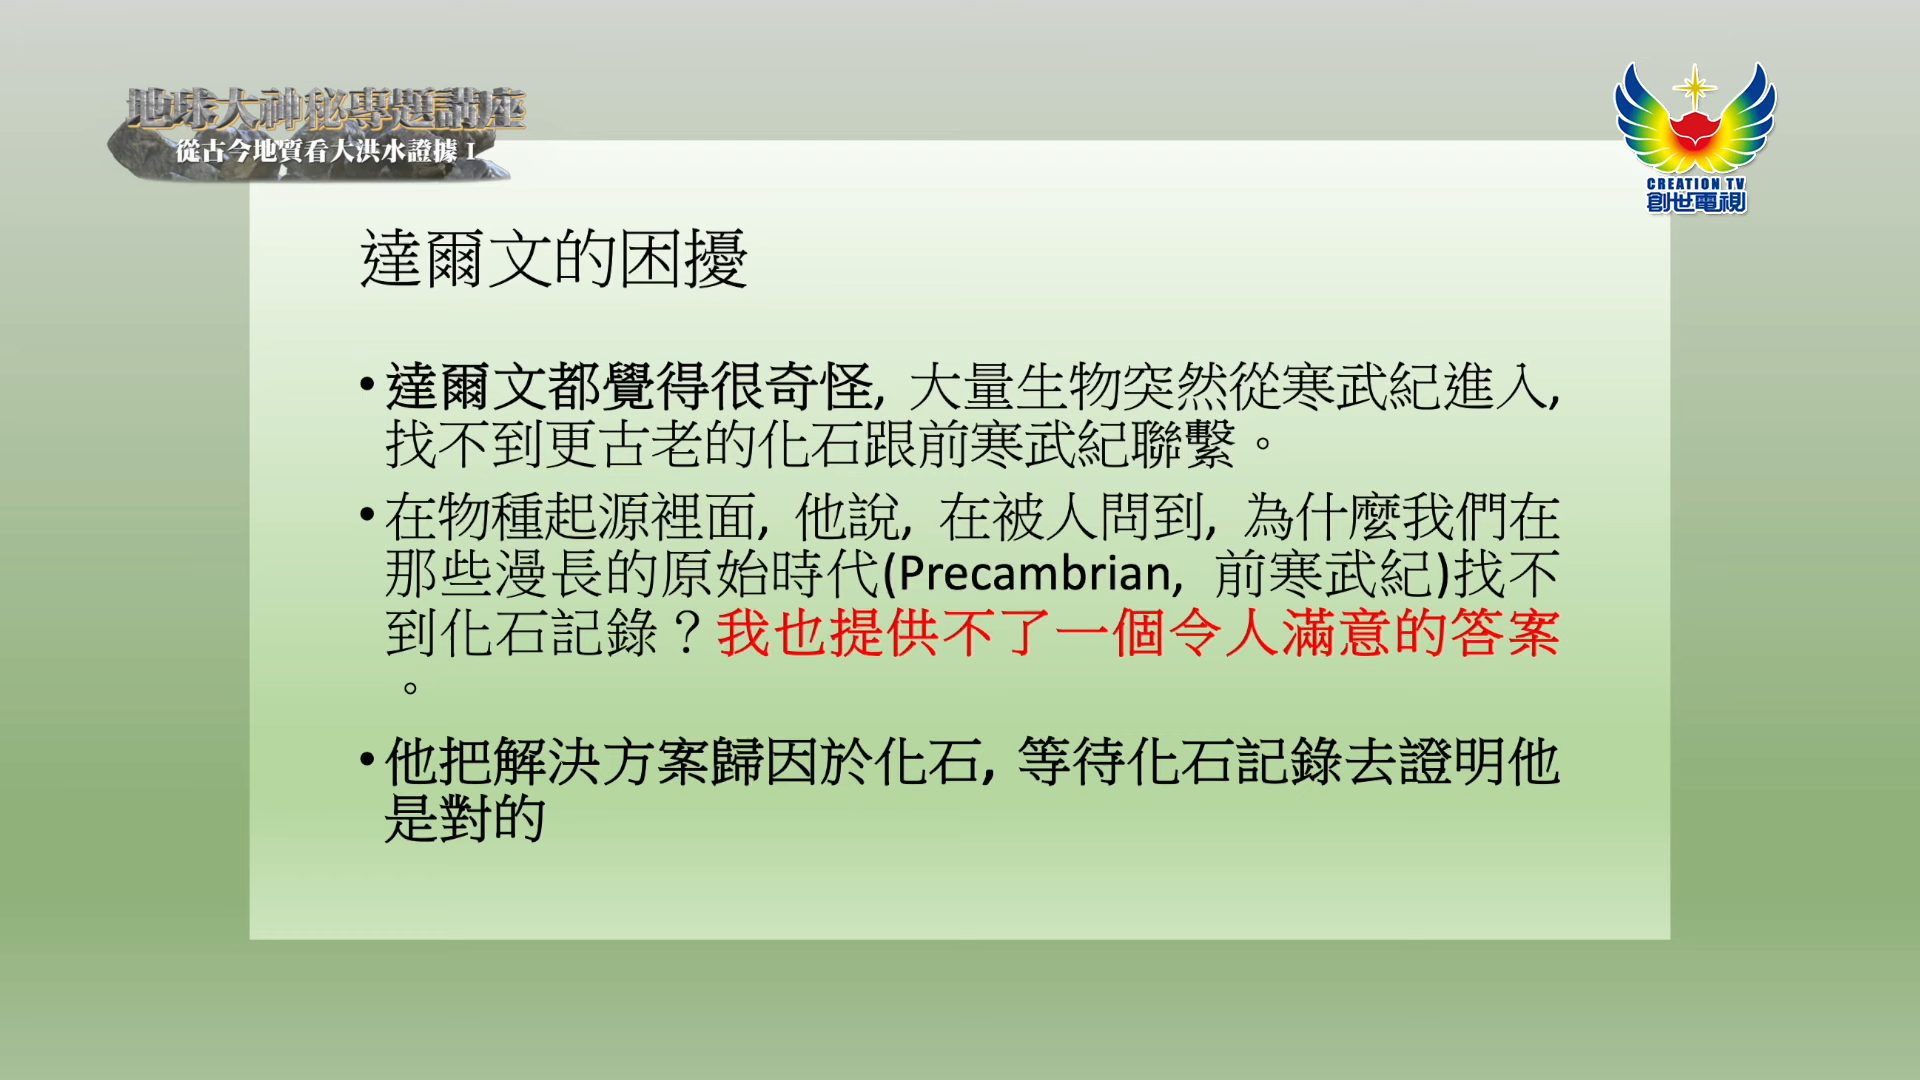 地球大神秘專題講座
從古今地質看大洪水證據 I
CREATION TV
創世電視
達爾文的困擾
•達爾文都覺得很奇怪, 大量生物突然從寒武紀進入,
找不到更古老的化石跟前寒武紀聯繫。
•在物種起源裡面, 他說, 在被人問到, 為什麼我們在
那些漫長的原始時代(Precambrian, 前寒武紀)找不
到化石記錄？我也提供不了一個令人滿意的答案
。
•他把解決方案歸因於化石, 等待化石記錄去證明他
是對的